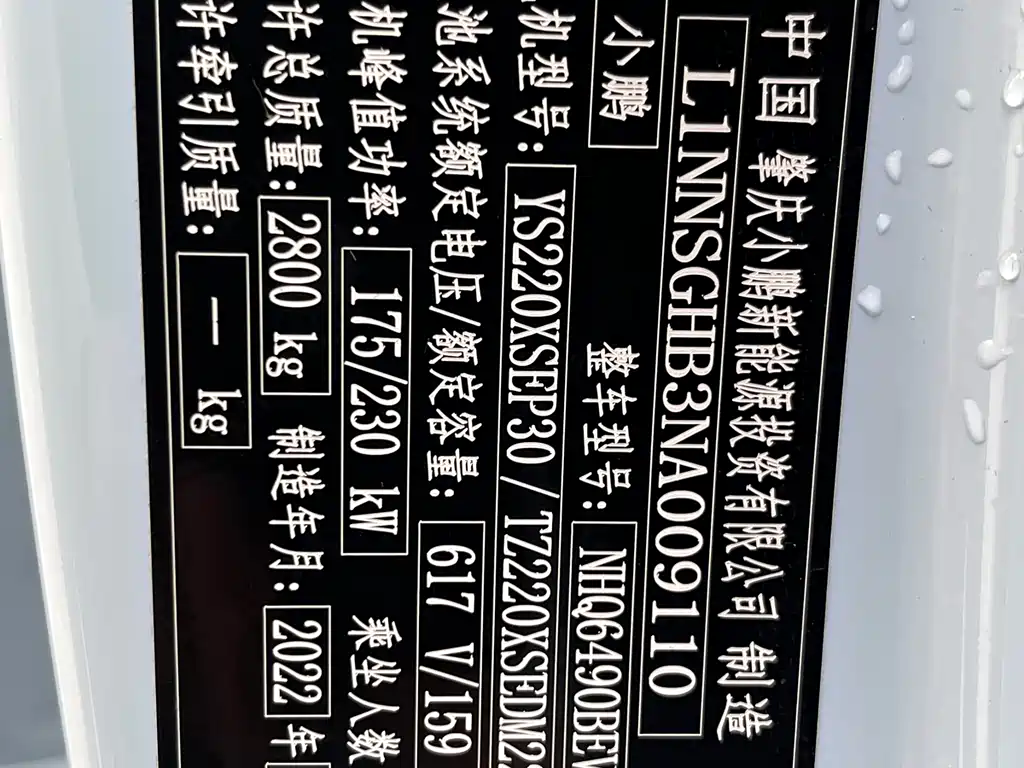 中国 肇庆小鹏新能源投资有限公司 制造
L1NNSGHB3NA009110
小鹏 整车型号: NHQ6490BEV
机型号: YS220XSEP30/TZ220XSEDM2
池系统额定电压/额定容量: 617 V/159
机峰值功率: 175/230 kW 乘坐人数
许总质量: 2800 kg 制造年月: 2022 年
许牵引质量: — kg